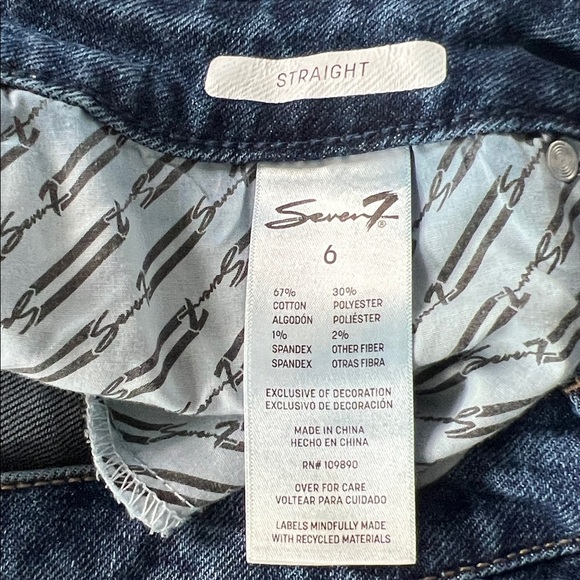 STRAIGHT
Seven7®
6
67% 30%
COTTON POLYESTER
ALGODÓN POLIÉSTER
1% 2%
SPANDEX OTHER FIBER
SPANDEX OTRAS FIBRA
EXCLUSIVE OF DECORATION
EXCLUSIVO DE DECORACIÓN
MADE IN CHINA
HECHO EN CHINA
RN# 109890
OVER FOR CARE
VOLTEAR PARA CUIDADO
LABELS MINDFULLY MADE
WITH RECYCLED MATERIALS